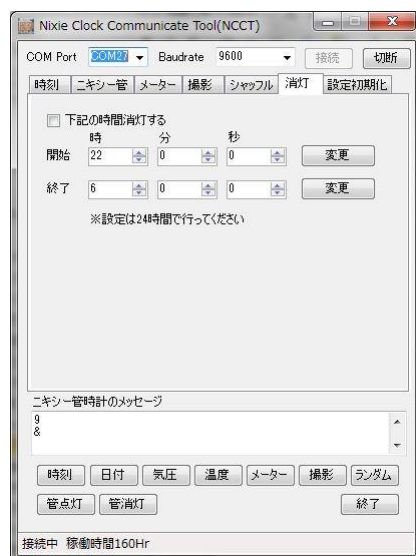 Nixie Clock Communicate Tool(NCCT)
COM Port COM27 Baudrate 9600 接続 切断
時刻 ニキシー管 メーター 撮影 シャッフル 消灯 設定初期化
下記の時間消灯する
時 分 秒
開始 22 0 0 変更
終了 6 0 0 変更
※設定は24時間で行ってください
ニキシー管時計のメッセージ
9
&
時刻 日付 気圧 温度 メーター 撮影 ランダム
管点灯 管消灯 終了
接続中 稼働時間160Hr